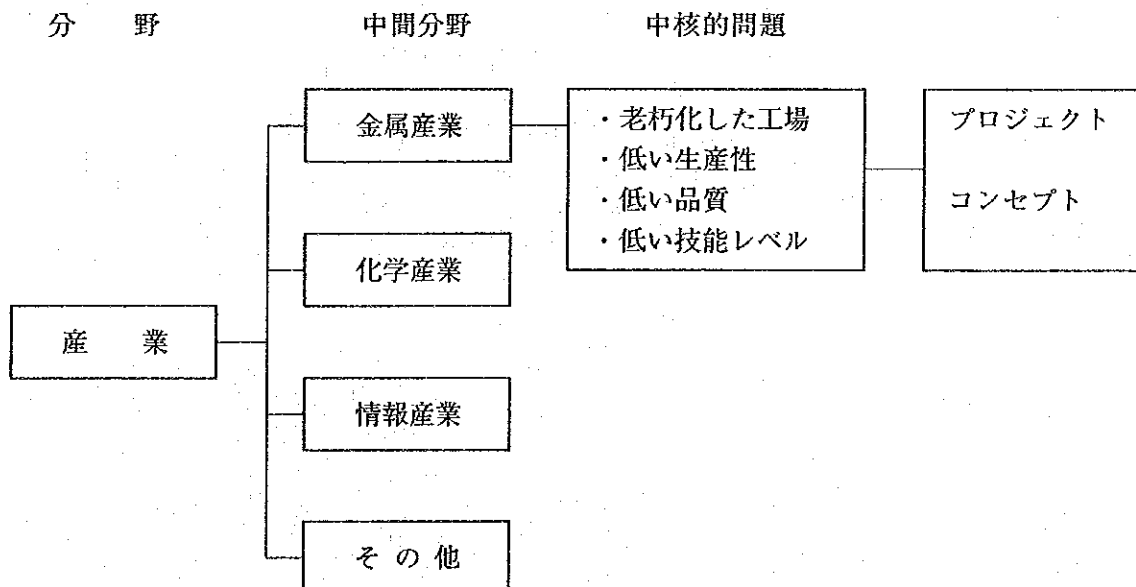 分　野　中間分野　中核的問題
金属産業
・老朽化した工場
・低い生産性
・低い品質
・低い技能レベル
プロジェクト
コンセプト
化学産業
産　業
情報産業
その他